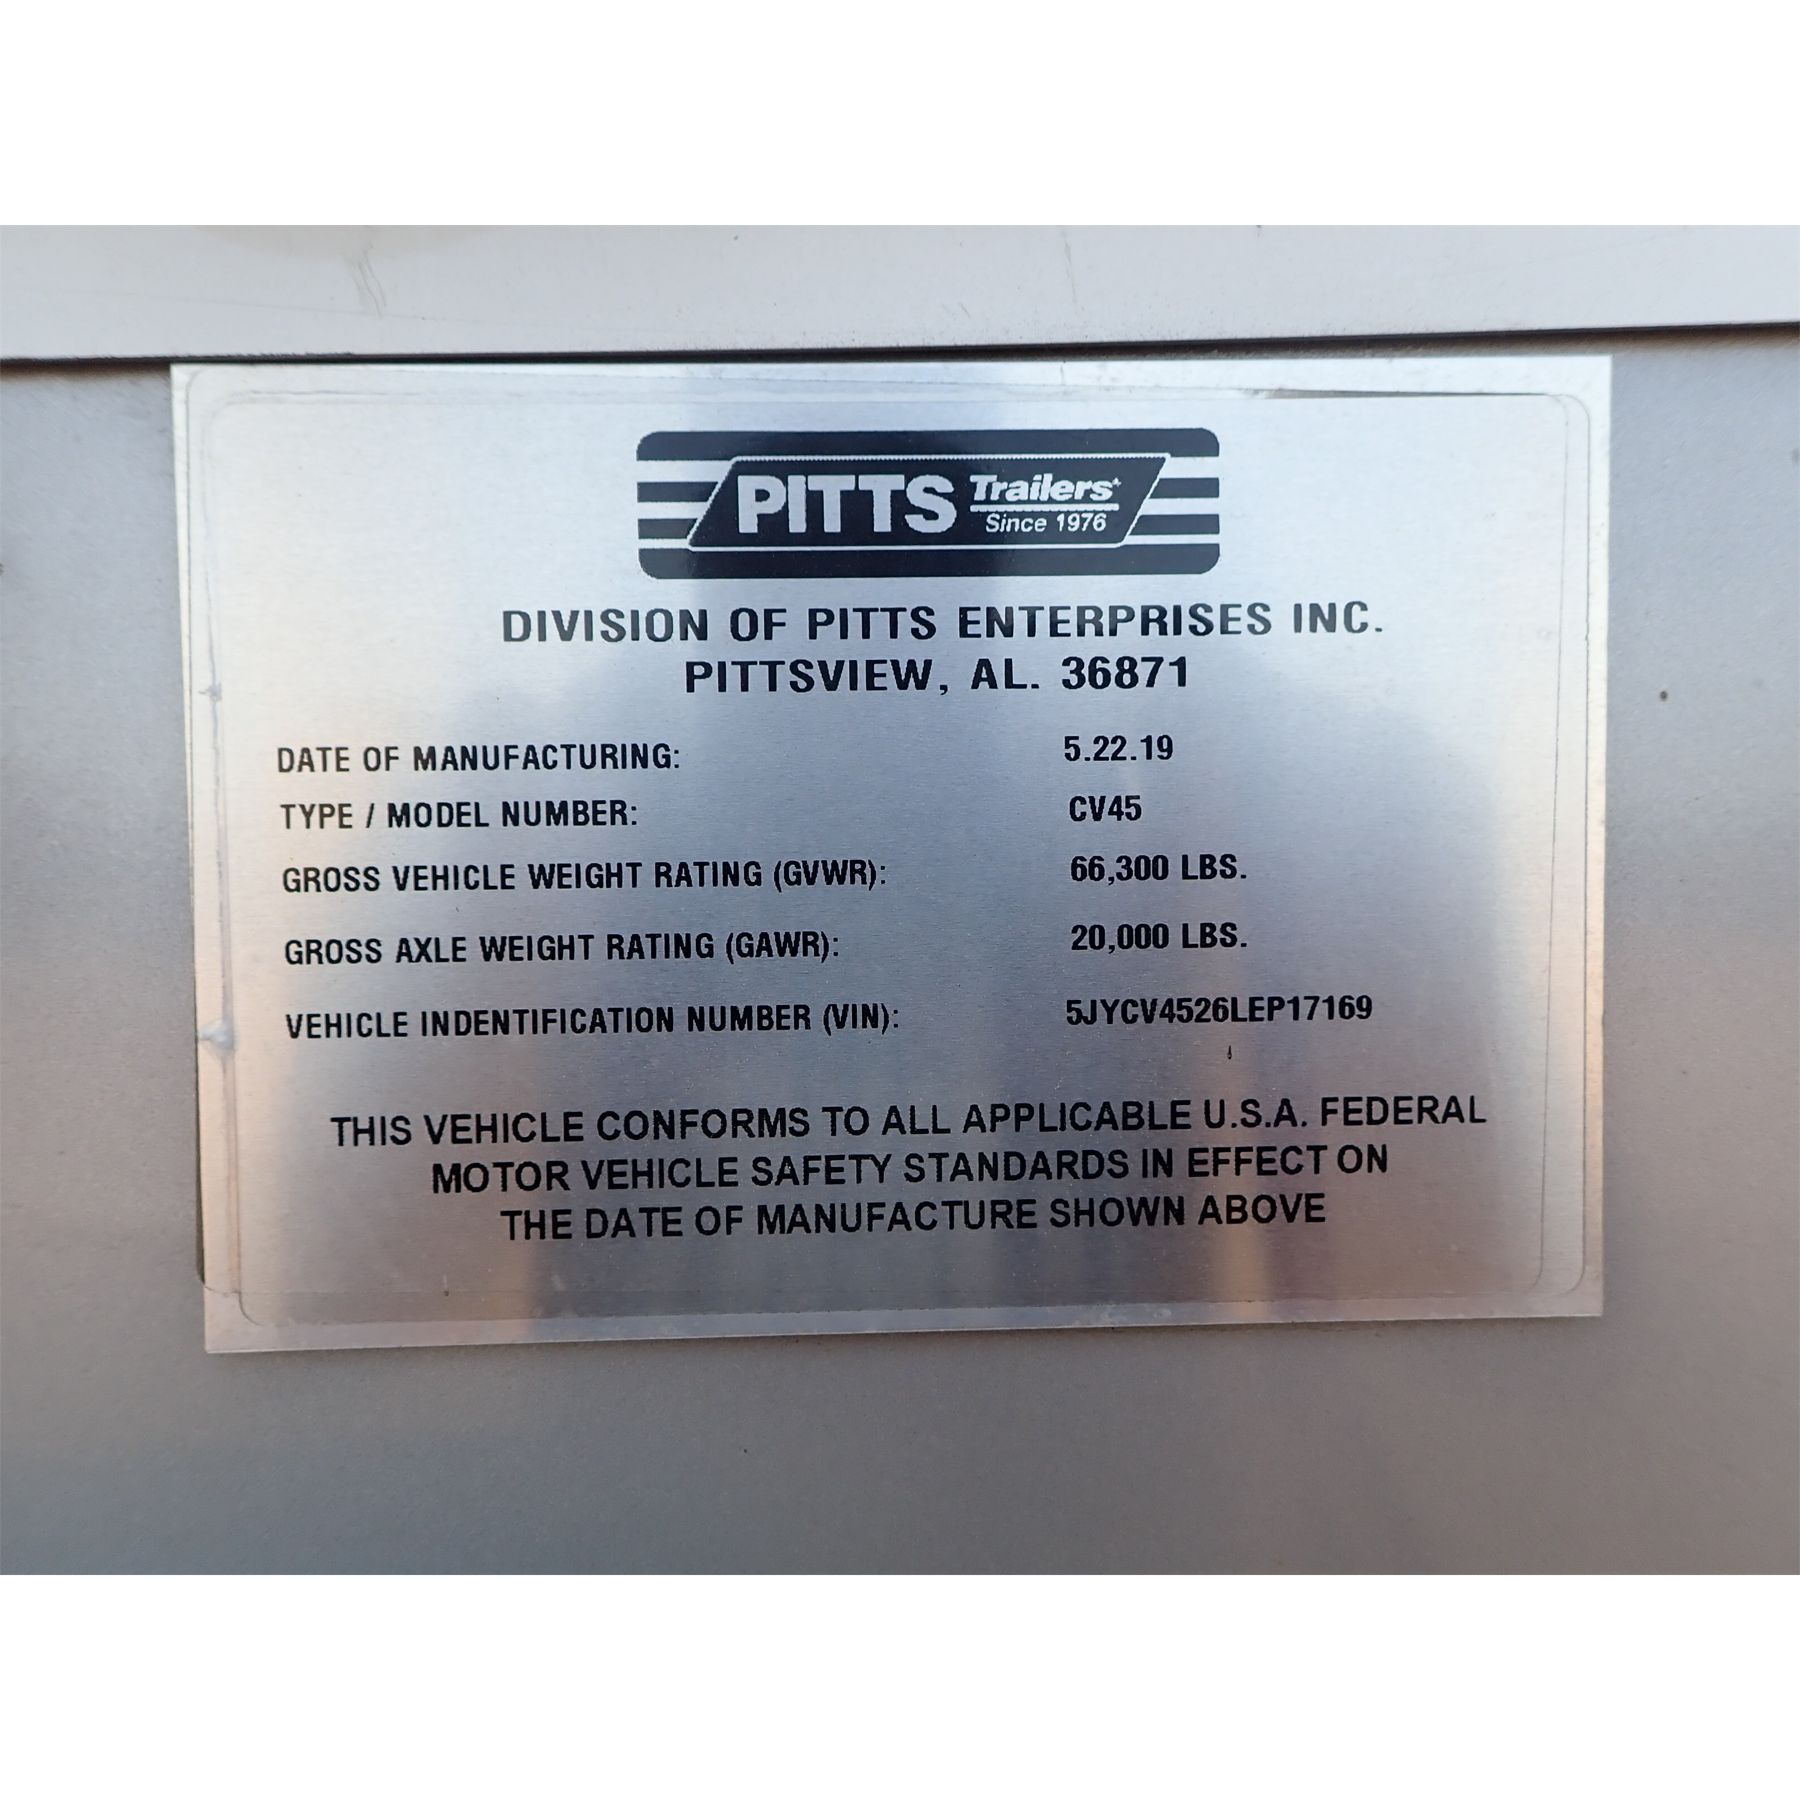 PITTS Trailers
Since 1976
DIVISION OF PITTS ENTERPRISES INC.
PITTSVIEW, AL. 36871
DATE OF MANUFACTURING: 5.22.19
TYPE / MODEL NUMBER: CV45
GROSS VEHICLE WEIGHT RATING (GVWR): 66,300 LBS.
GROSS AXLE WEIGHT RATING (GAWR): 20,000 LBS.
VEHICLE INDENTIFICATION NUMBER (VIN): 5JYCV4526LEP17169
THIS VEHICLE CONFORMS TO ALL APPLICABLE U.S.A. FEDERAL
MOTOR VEHICLE SAFETY STANDARDS IN EFFECT ON
THE DATE OF MANUFACTURE SHOWN ABOVE